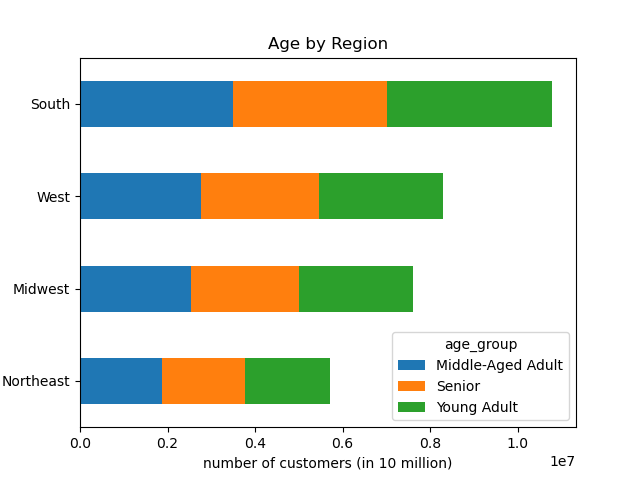 Age by Region
South
West
Midwest
Northeast
age_group
Middle-Aged Adult
Senior
Young Adult
0.0 0.2 0.4 0.6 0.8 1.0
number of customers (in 10 million)
1e7